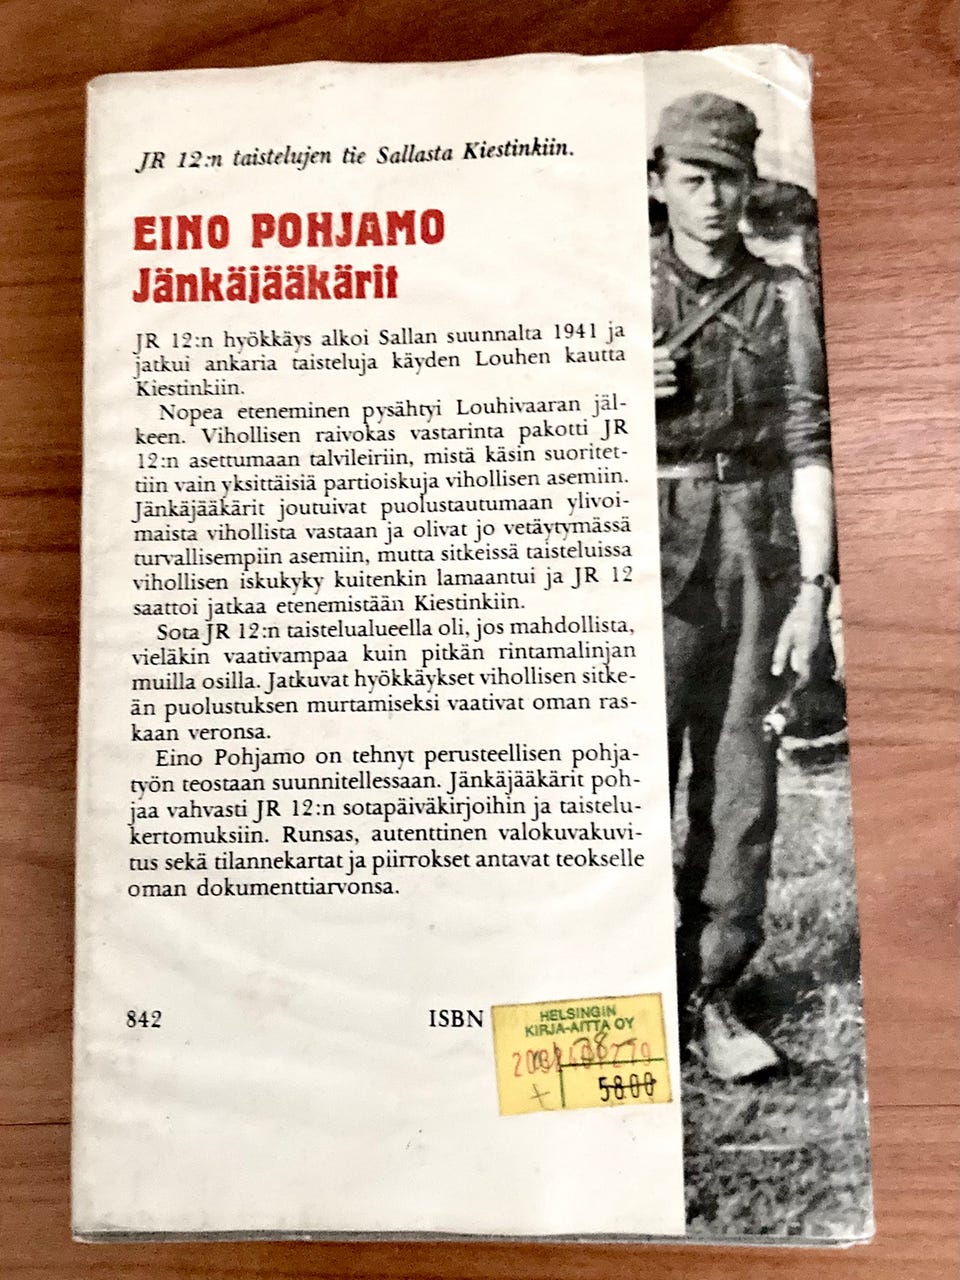 JR 12:n taistelujen tie Sallasta Kiestinkiin.
EINO POHJAMO
Jänkäjääkärit
JR 12:n hyökkäys alkoi Sallan suunnalta 1941 ja
jatkui ankaria taisteluja käyden Louhen kautta
Kiestinkiin.
Nopea eteneminen pysähtyi Louhivaaran jäl-
keen. Vihollisen raivokas vastarinta pakotti JR
12:n asettumaan talvileiriin, mistä käsin suoritet-
tiin vain yksittäisiä partioiskuja vihollisen asemiin.
Jänkäjääkärit joutuivat puolustautumaan ylivoi-
maista vihollista vastaan ja olivat jo vetäytymässä
turvallisempiin asemiin, mutta sitkeissä taisteluissa
vihollisen iskukyky kuitenkin lamaantui ja JR 12
saattoi jatkaa etenemistään Kiestinkiin.
Sota JR 12:n taistelualueella oli, jos mahdollista,
vieläkin vaativampaa kuin pitkän rintamalinjan
muilla osilla. Jatkuvat hyökkäykset vihollisen sitke-
än puolustuksen murtamiseksi vaativat oman ras-
kaan veronsa.
Eino Pohjamo on tehnyt perusteellisen pohja-
työn teostaan suunnitellessaan. Jänkäjääkärit poh-
jaa vahvasti JR 12:n sotapäiväkirjoihin ja taistelu-
kertomuksiin. Runsas, autenttinen valokuvakuvi-
tus sekä tilannekartat ja piirrokset antavat teokselle
oman dokumenttiarvonsa.
842 ISBN
HELSINGIN
KIRJA-AITTA OY
5800